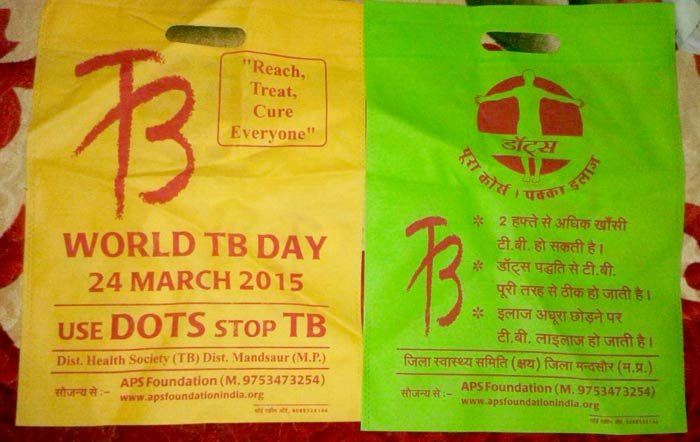 TB
"Reach,
Treat,
Cure
Everyone"
WORLD TB DAY
24 MARCH 2015
USE DOTS STOP TB
Dist. Health Society (TB) Dist. Mandsaur (M.P.)
सौजन्य से :- APS Foundation (M. 9753473254)
www.apsfoundationindia.org
डॉट्स
पूरा कोर्स । पक्का इलाज
TB
* 2 हफ्ते से अधिक खाँसी
टी.बी. हो सकती है ।
* डॉट्स पद्धति से टी.बी.
पूरी तरह से ठीक हो जाती है ।
* इलाज अधूरा छोड़ने पर
टी.बी. लाइलाज हो जाती है ।
जिला स्वास्थ्य समिति (क्षय) जिला मन्दसौर (म.प्र.)
सौजन्य से :- APS Foundation (M. 9753473254)
www.apsfoundationindia.org